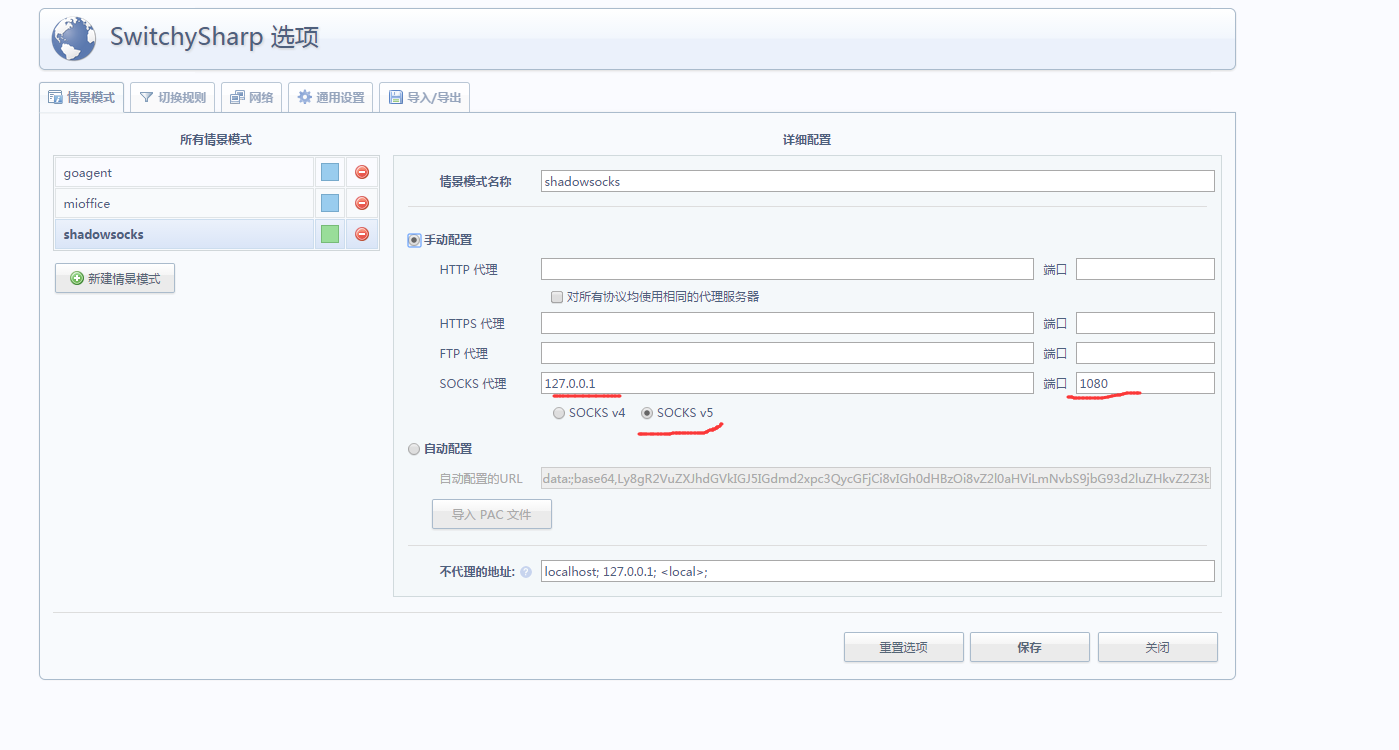 SwitchySharp 选项
情景模式 切换规则 网络 通用设置 导入/导出
所有情景模式
goagent
mioffice
shadowsocks
新建情景模式
详细配置
情景模式名称 shadowsocks
手动配置
HTTP 代理 端口
对所有协议均使用相同的代理服务器
HTTPS 代理 端口
FTP 代理 端口
SOCKS 代理 127.0.0.1 端口 1080
SOCKS v4 SOCKS v5
自动配置
自动配置的URL
导入 PAC 文件
不代理的地址: ? localhost; 127.0.0.1; <local>;
重置选项 保存 关闭